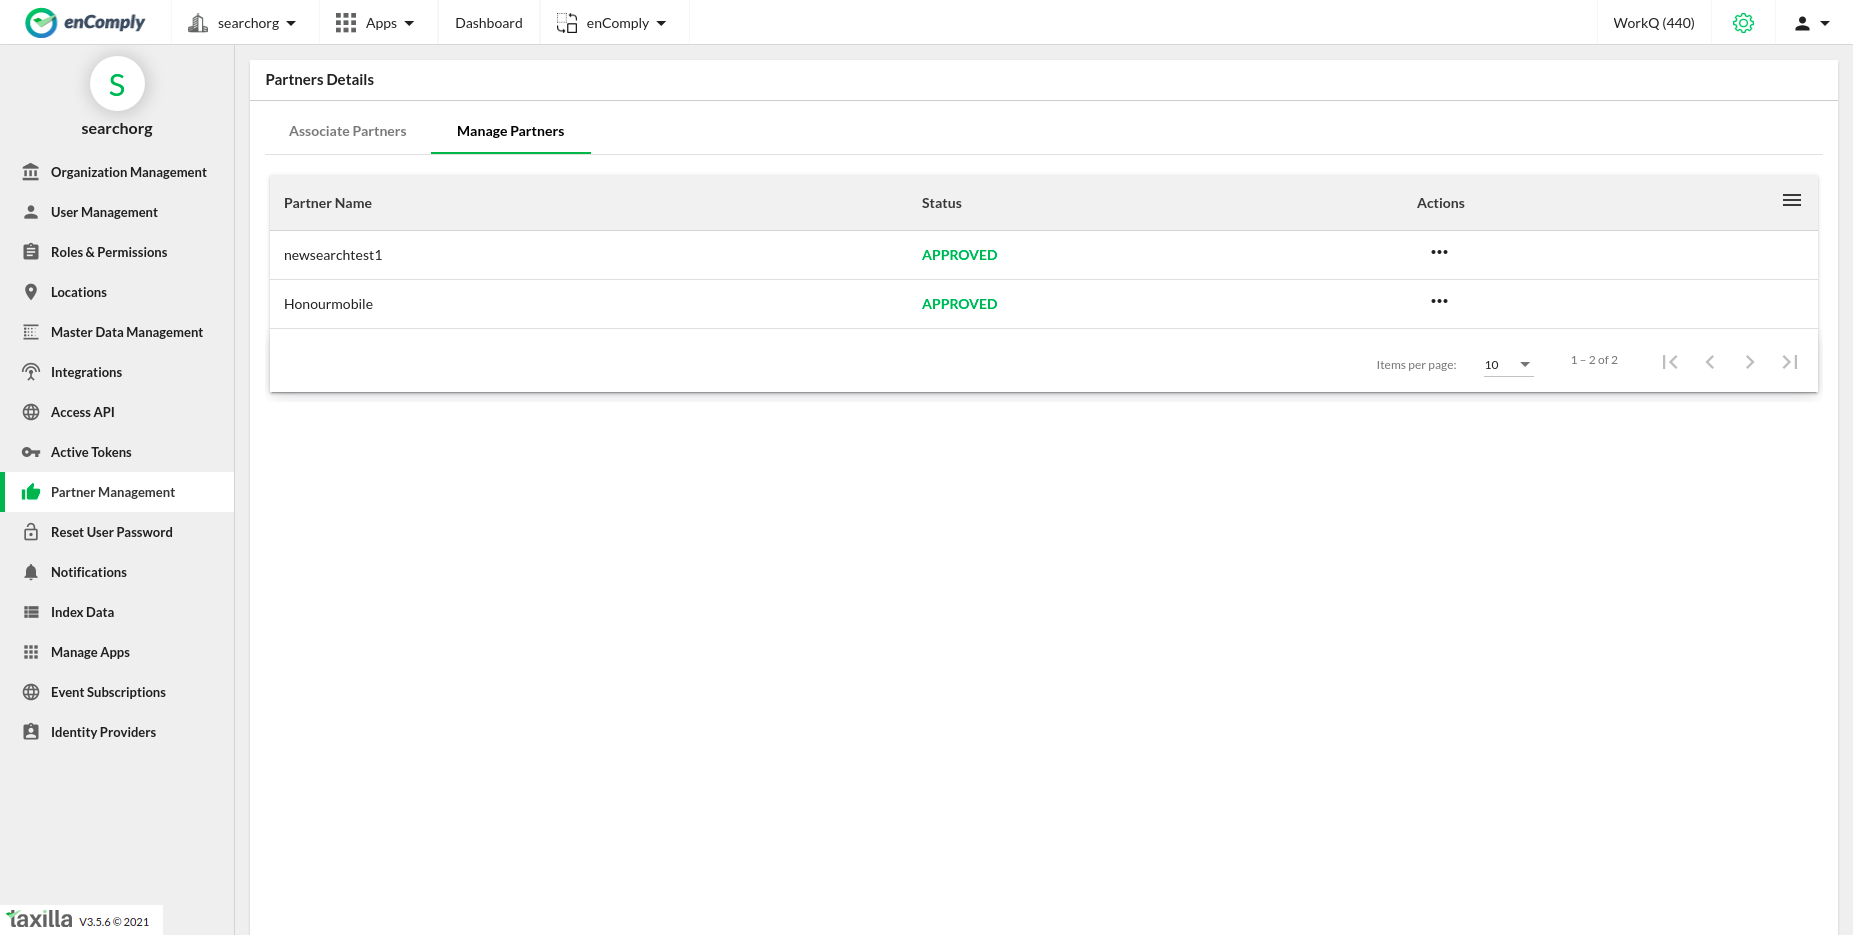 enComply
searchorg
Apps
Dashboard
enComply
WorkQ (440)
S
searchorg
Organization Management
User Management
Roles & Permissions
Locations
Master Data Management
Integrations
Access API
Active Tokens
Partner Management
Reset User Password
Notifications
Index Data
Manage Apps
Event Subscriptions
Identity Providers
taxilla V3.5.6 © 2021
Partners Details
Associate Partners Manage Partners
Partner Name Status Actions
newsearchtest1 APPROVED
Honourmobile APPROVED
Items per page: 10 1 – 2 of 2